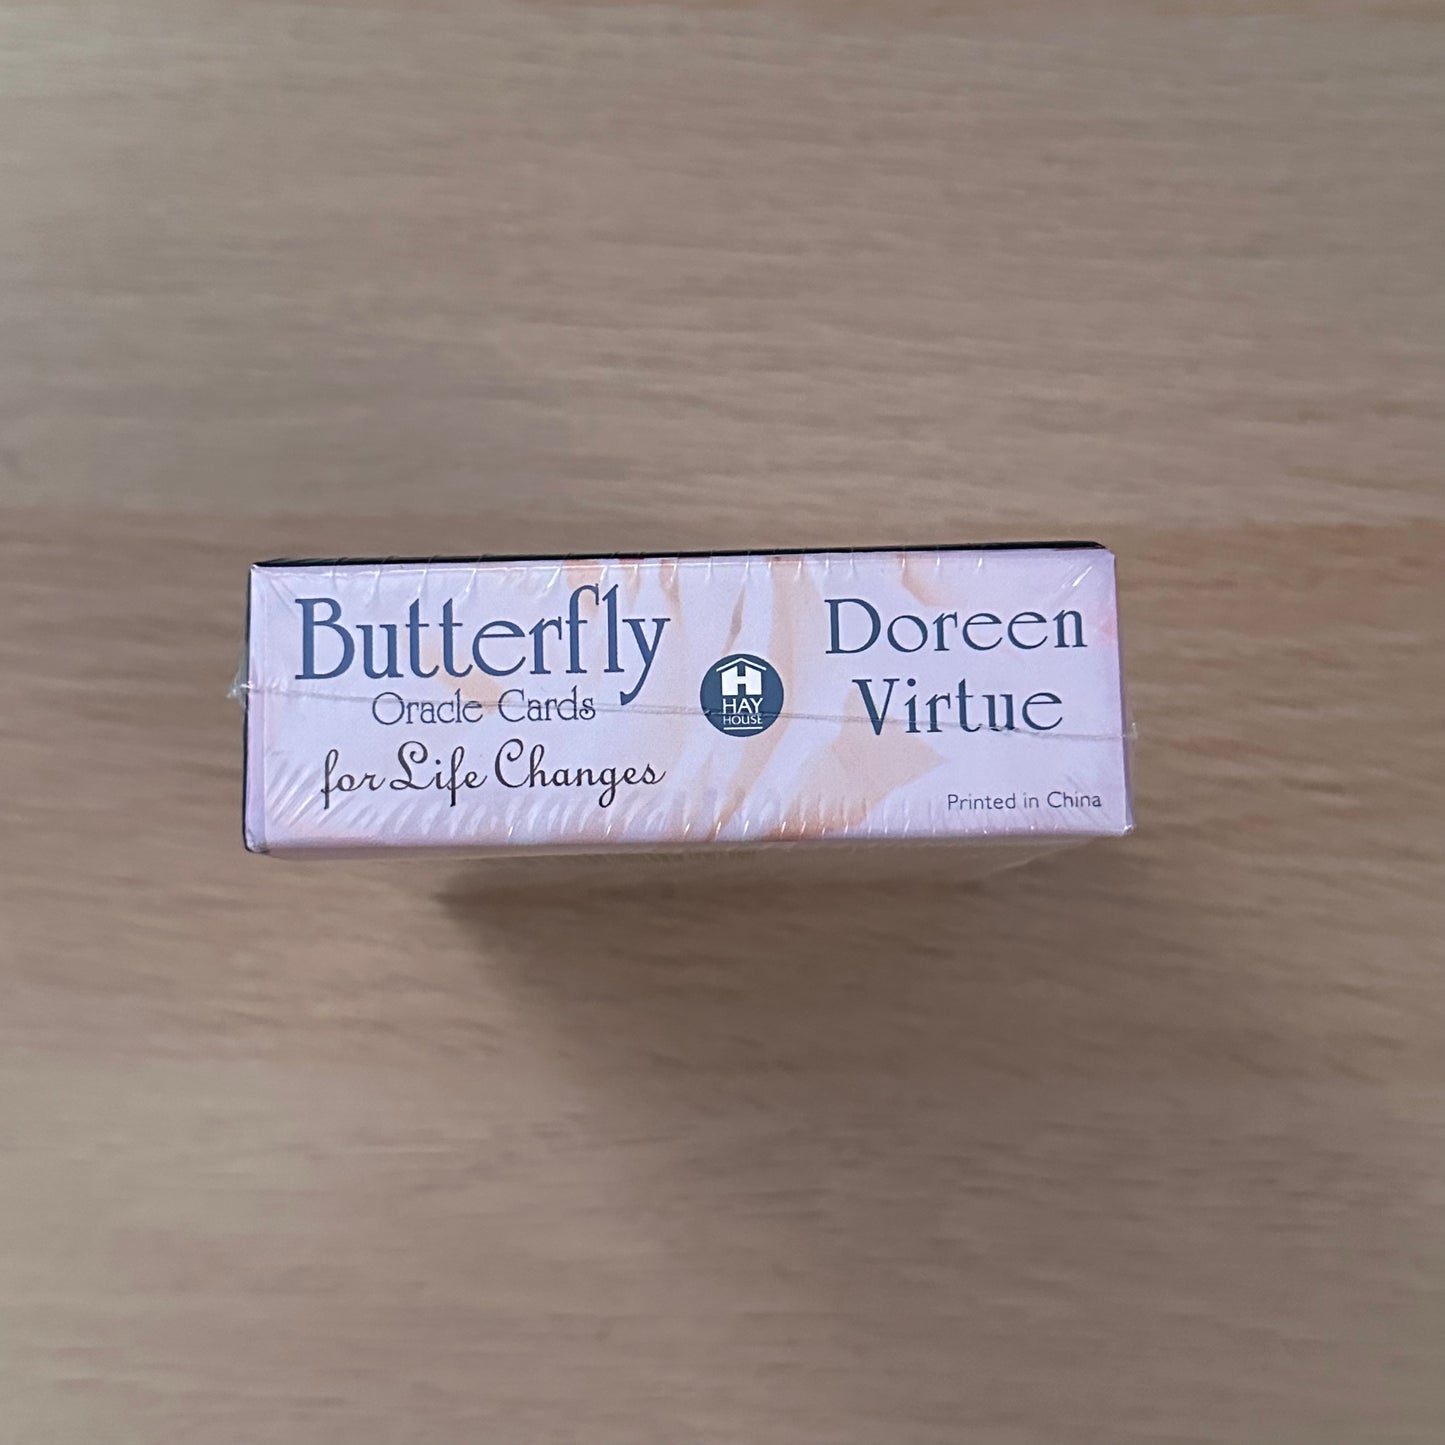 Butterfly
Oracle Cards
for Life Changes
H
HAY
HOUSE
Doreen
Virtue
Printed in China